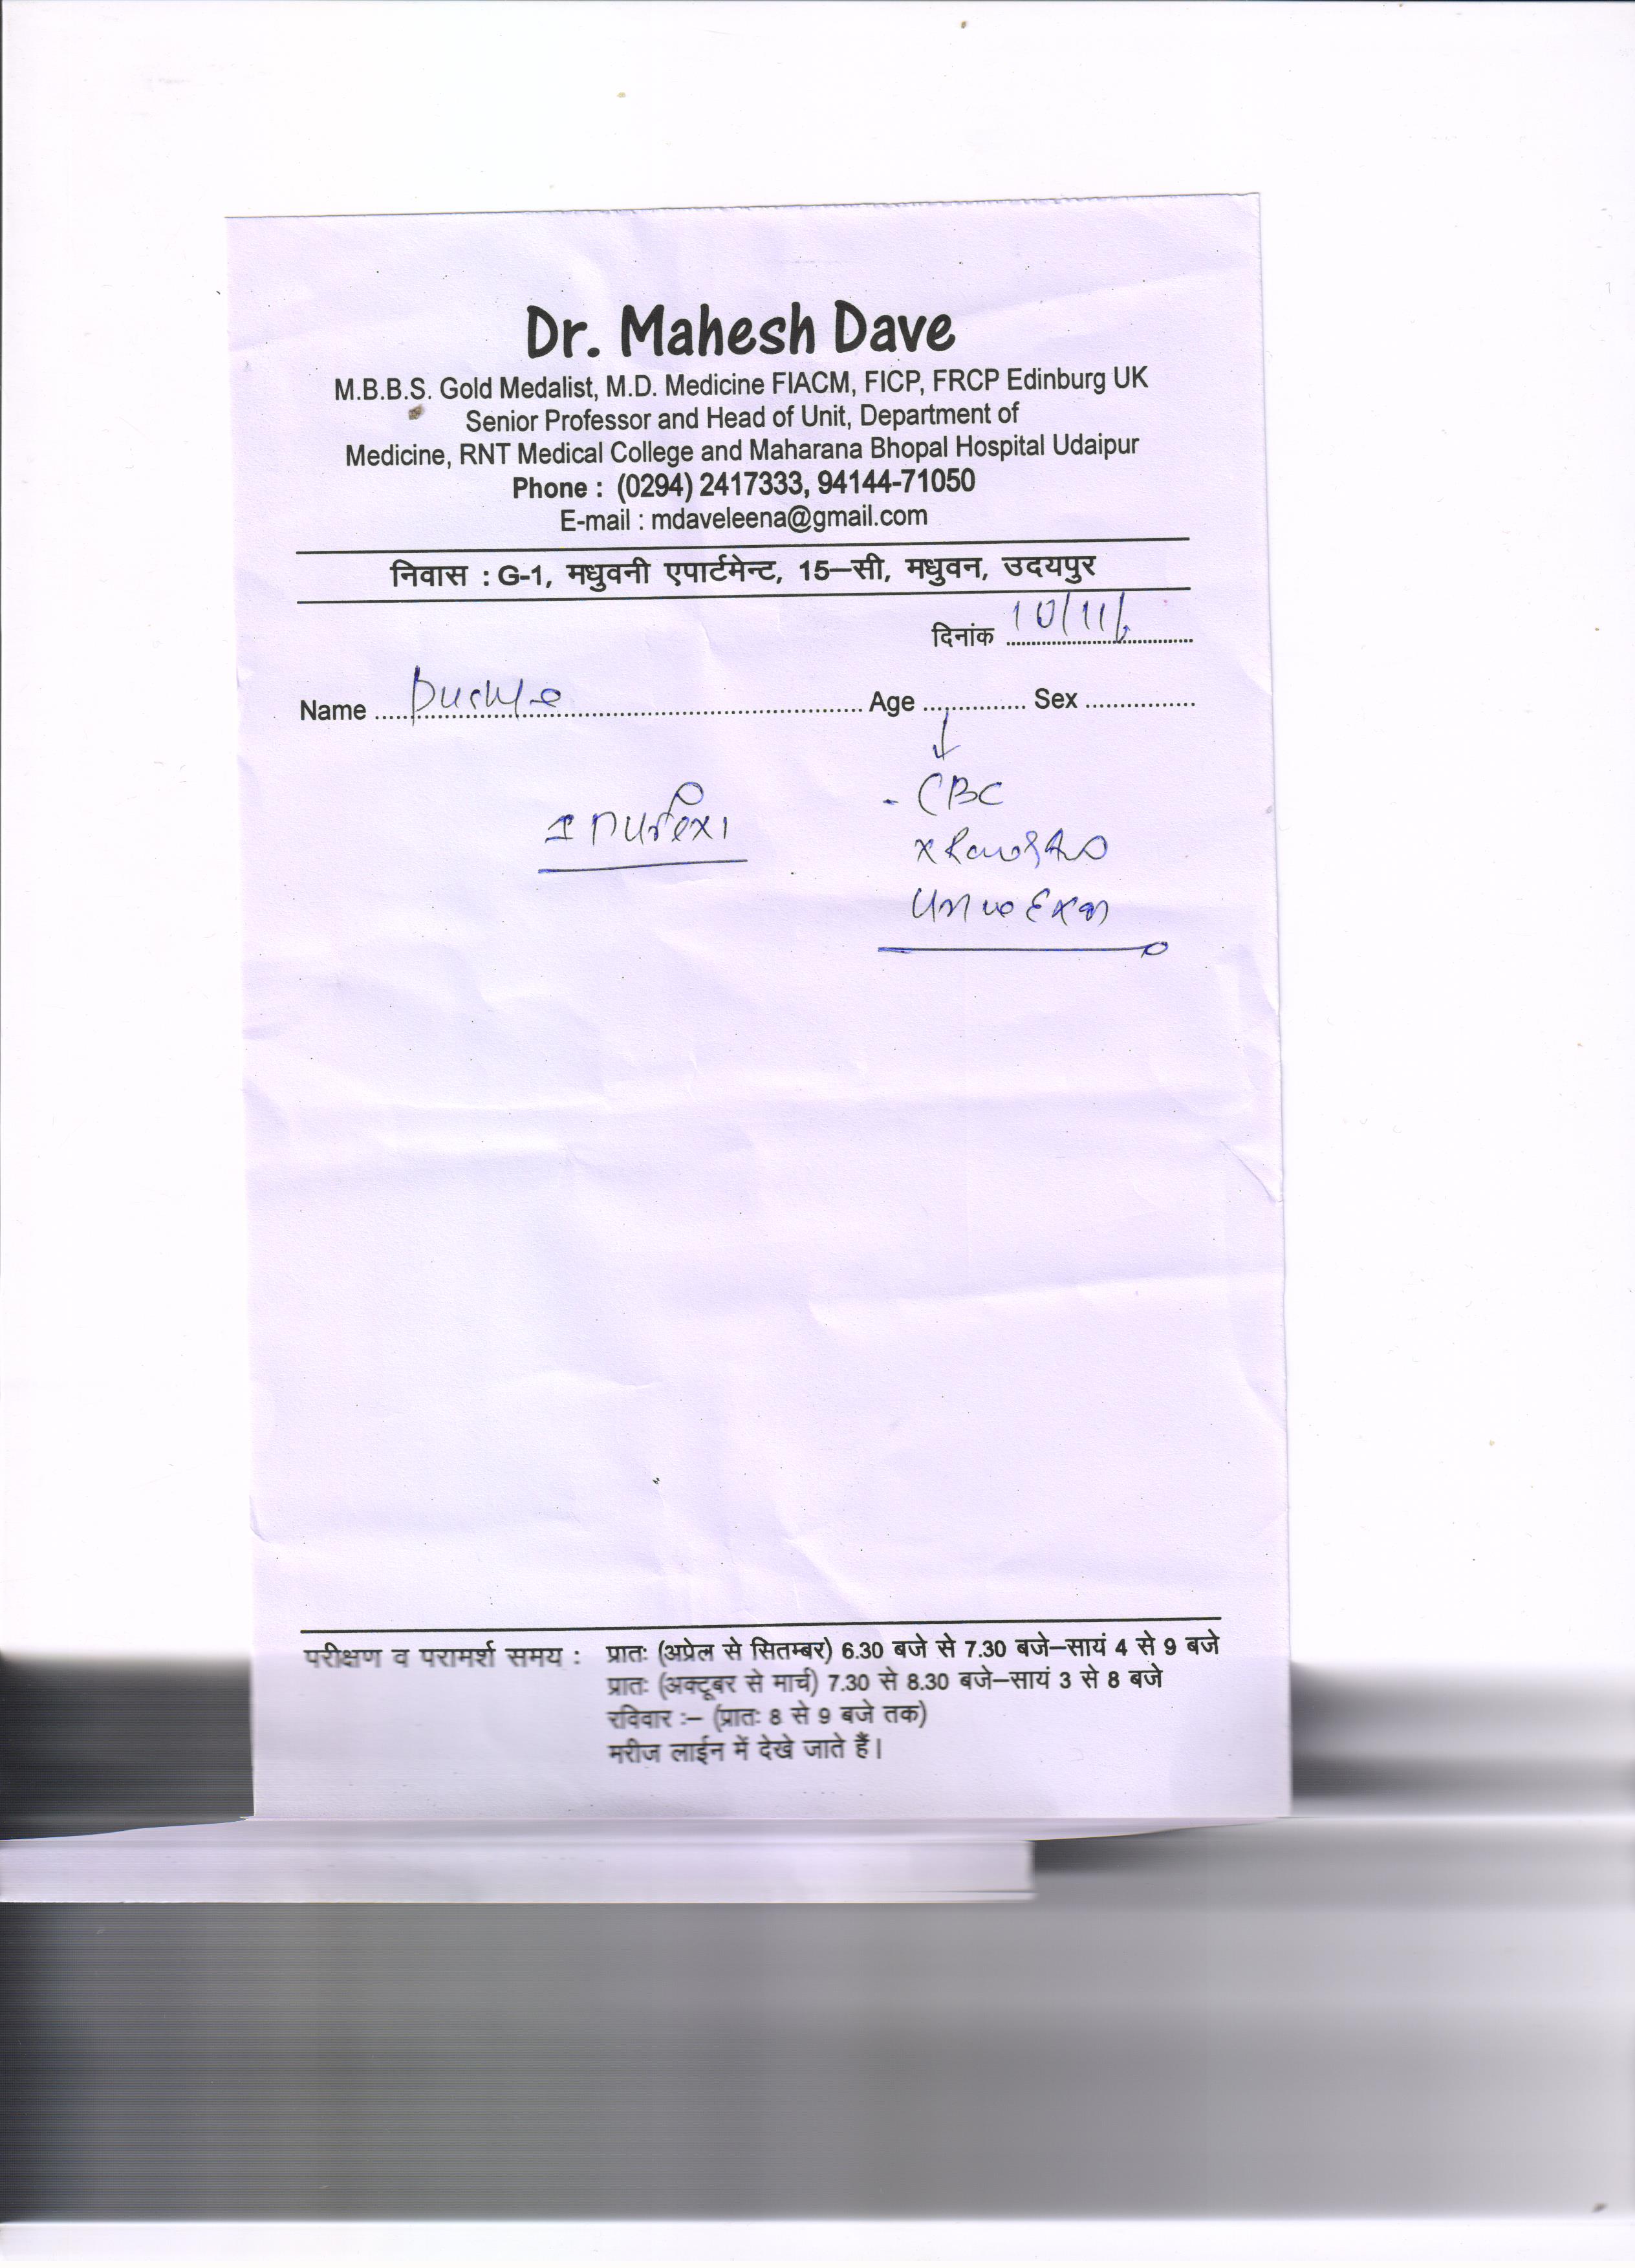 Dr. Mahesh Dave
M.B.B.S. Gold Medalist, M.D. Medicine FIACM, FICP, FRCP Edinburg UK
Senior Professor and Head of Unit, Department of
Medicine, RNT Medical College and Maharana Bhopal Hospital Udaipur
Phone : (0294) 2417333, 94144-71050
E-mail : mdaveleena@gmail.com
निवास : G-1, मधुवनी एपार्टमेन्ट, 15–सी, मधुवन, उदयपुर
दिनांक 10/11/
Name Age Sex
- CBC
परीक्षण व परामर्श समय : प्रातः (अप्रेल से सितम्बर) 6.30 बजे से 7.30 बजे–सायं 4 से 9 बजे
प्रातः (अक्टूबर से मार्च) 7.30 से 8.30 बजे–सायं 3 से 8 बजे
रविवार :– (प्रातः 8 से 9 बजे तक)
मरीज लाईन में देखे जाते हैं।